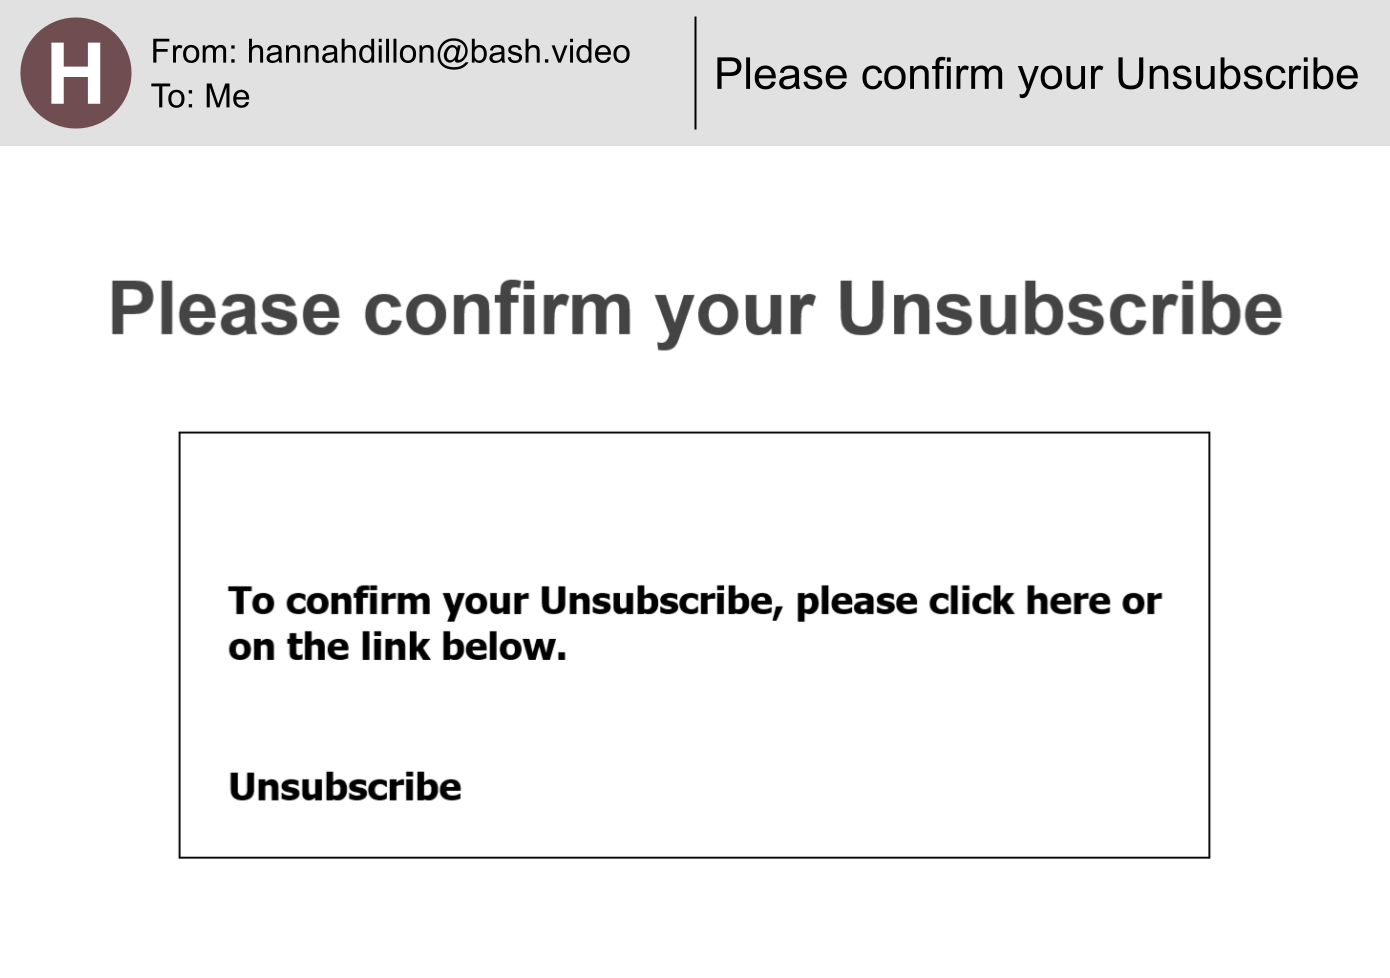 H
From: hannahdillon@bash.video
To: Me
Please confirm your Unsubscribe
Please confirm your Unsubscribe
To confirm your Unsubscribe, please click here or
on the link below.
Unsubscribe